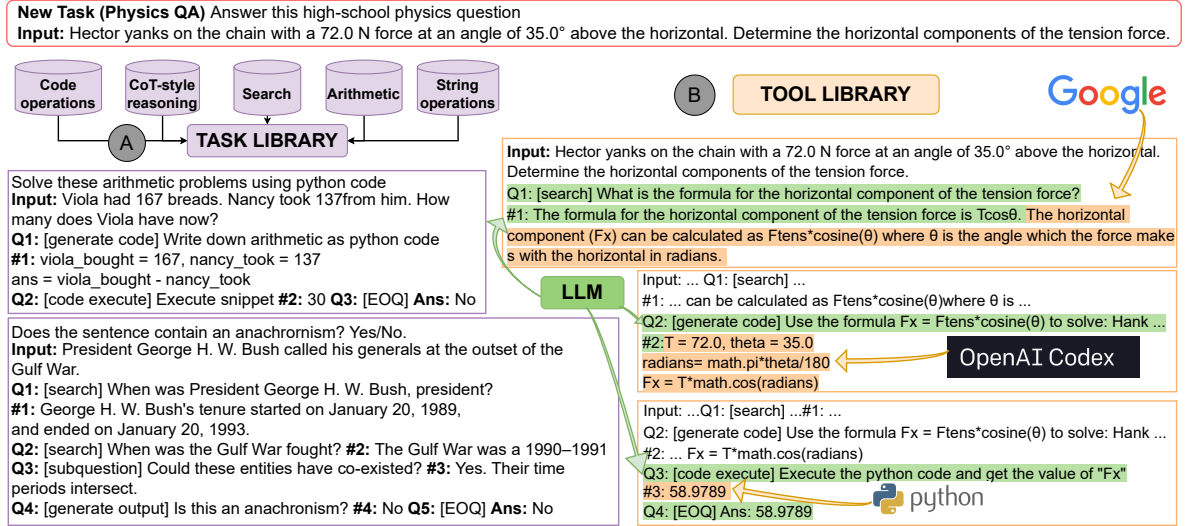 New Task (Physics QA) Answer this high-school physics question
Input: Hector yanks on the chain with a 72.0 N force at an angle of 35.0° above the horizontal. Determine the horizontal components of the tension force.
Code
operations
CoT-style
reasoning
Search
Arithmetic
String
operations
A
TASK LIBRARY
Solve these arithmetic problems using python code
Input: Viola had 167 breads. Nancy took 137from him. How
many does Viola have now?
Q1: [generate code] Write down arithmetic as python code
#1: viola_bought = 167, nancy_took = 137
ans = viola_bought - nancy_took
Q2: [code execute] Execute snippet #2: 30 Q3: [EOQ] Ans: No
Does the sentence contain an anachrornism? Yes/No.
Input: President George H. W. Bush called his generals at the outset of the
Gulf War.
Q1: [search] When was President George H. W. Bush, president?
#1: George H. W. Bush's tenure started on January 20, 1989,
and ended on January 20, 1993.
Q2: [search] When was the Gulf War fought? #2: The Gulf War was a 1990–1991
Q3: [subquestion] Could these entities have co-existed? #3: Yes. Their time
periods intersect.
Q4: [generate output] Is this an anachronism? #4: No Q5: [EOQ] Ans: No
B
TOOL LIBRARY
Google
Input: Hector yanks on the chain with a 72.0 N force at an angle of 35.0° above the horizontal.
Determine the horizontal components of the tension force.
Q1: [search] What is the formula for the horizontal component of the tension force?
#1: The formula for the horizontal component of the tension force is Tcosθ. The horizontal
component (Fx) can be calculated as Ftens*cosine(θ) where θ is the angle which the force make
s with the horizontal in radians.
LLM
Input: ... Q1: [search] ...
#1: ... can be calculated as Ftens*cosine(θ)where θ is ...
Q2: [generate code] Use the formula Fx = Ftens*cosine(θ) to solve: Hank ...
#2:T = 72.0, theta = 35.0
radians= math.pi*theta/180
Fx = T*math.cos(radians)
OpenAI Codex
Input: ...Q1: [search] ...#1: ...
Q2: [generate code] Use the formula Fx = Ftens*cosine(θ) to solve: Hank ...
#2: ... Fx = T*math.cos(radians)
Q3: [code execute] Execute the python code and get the value of "Fx"
#3: 58.9789
Q4: [EOQ] Ans: 58.9789
python